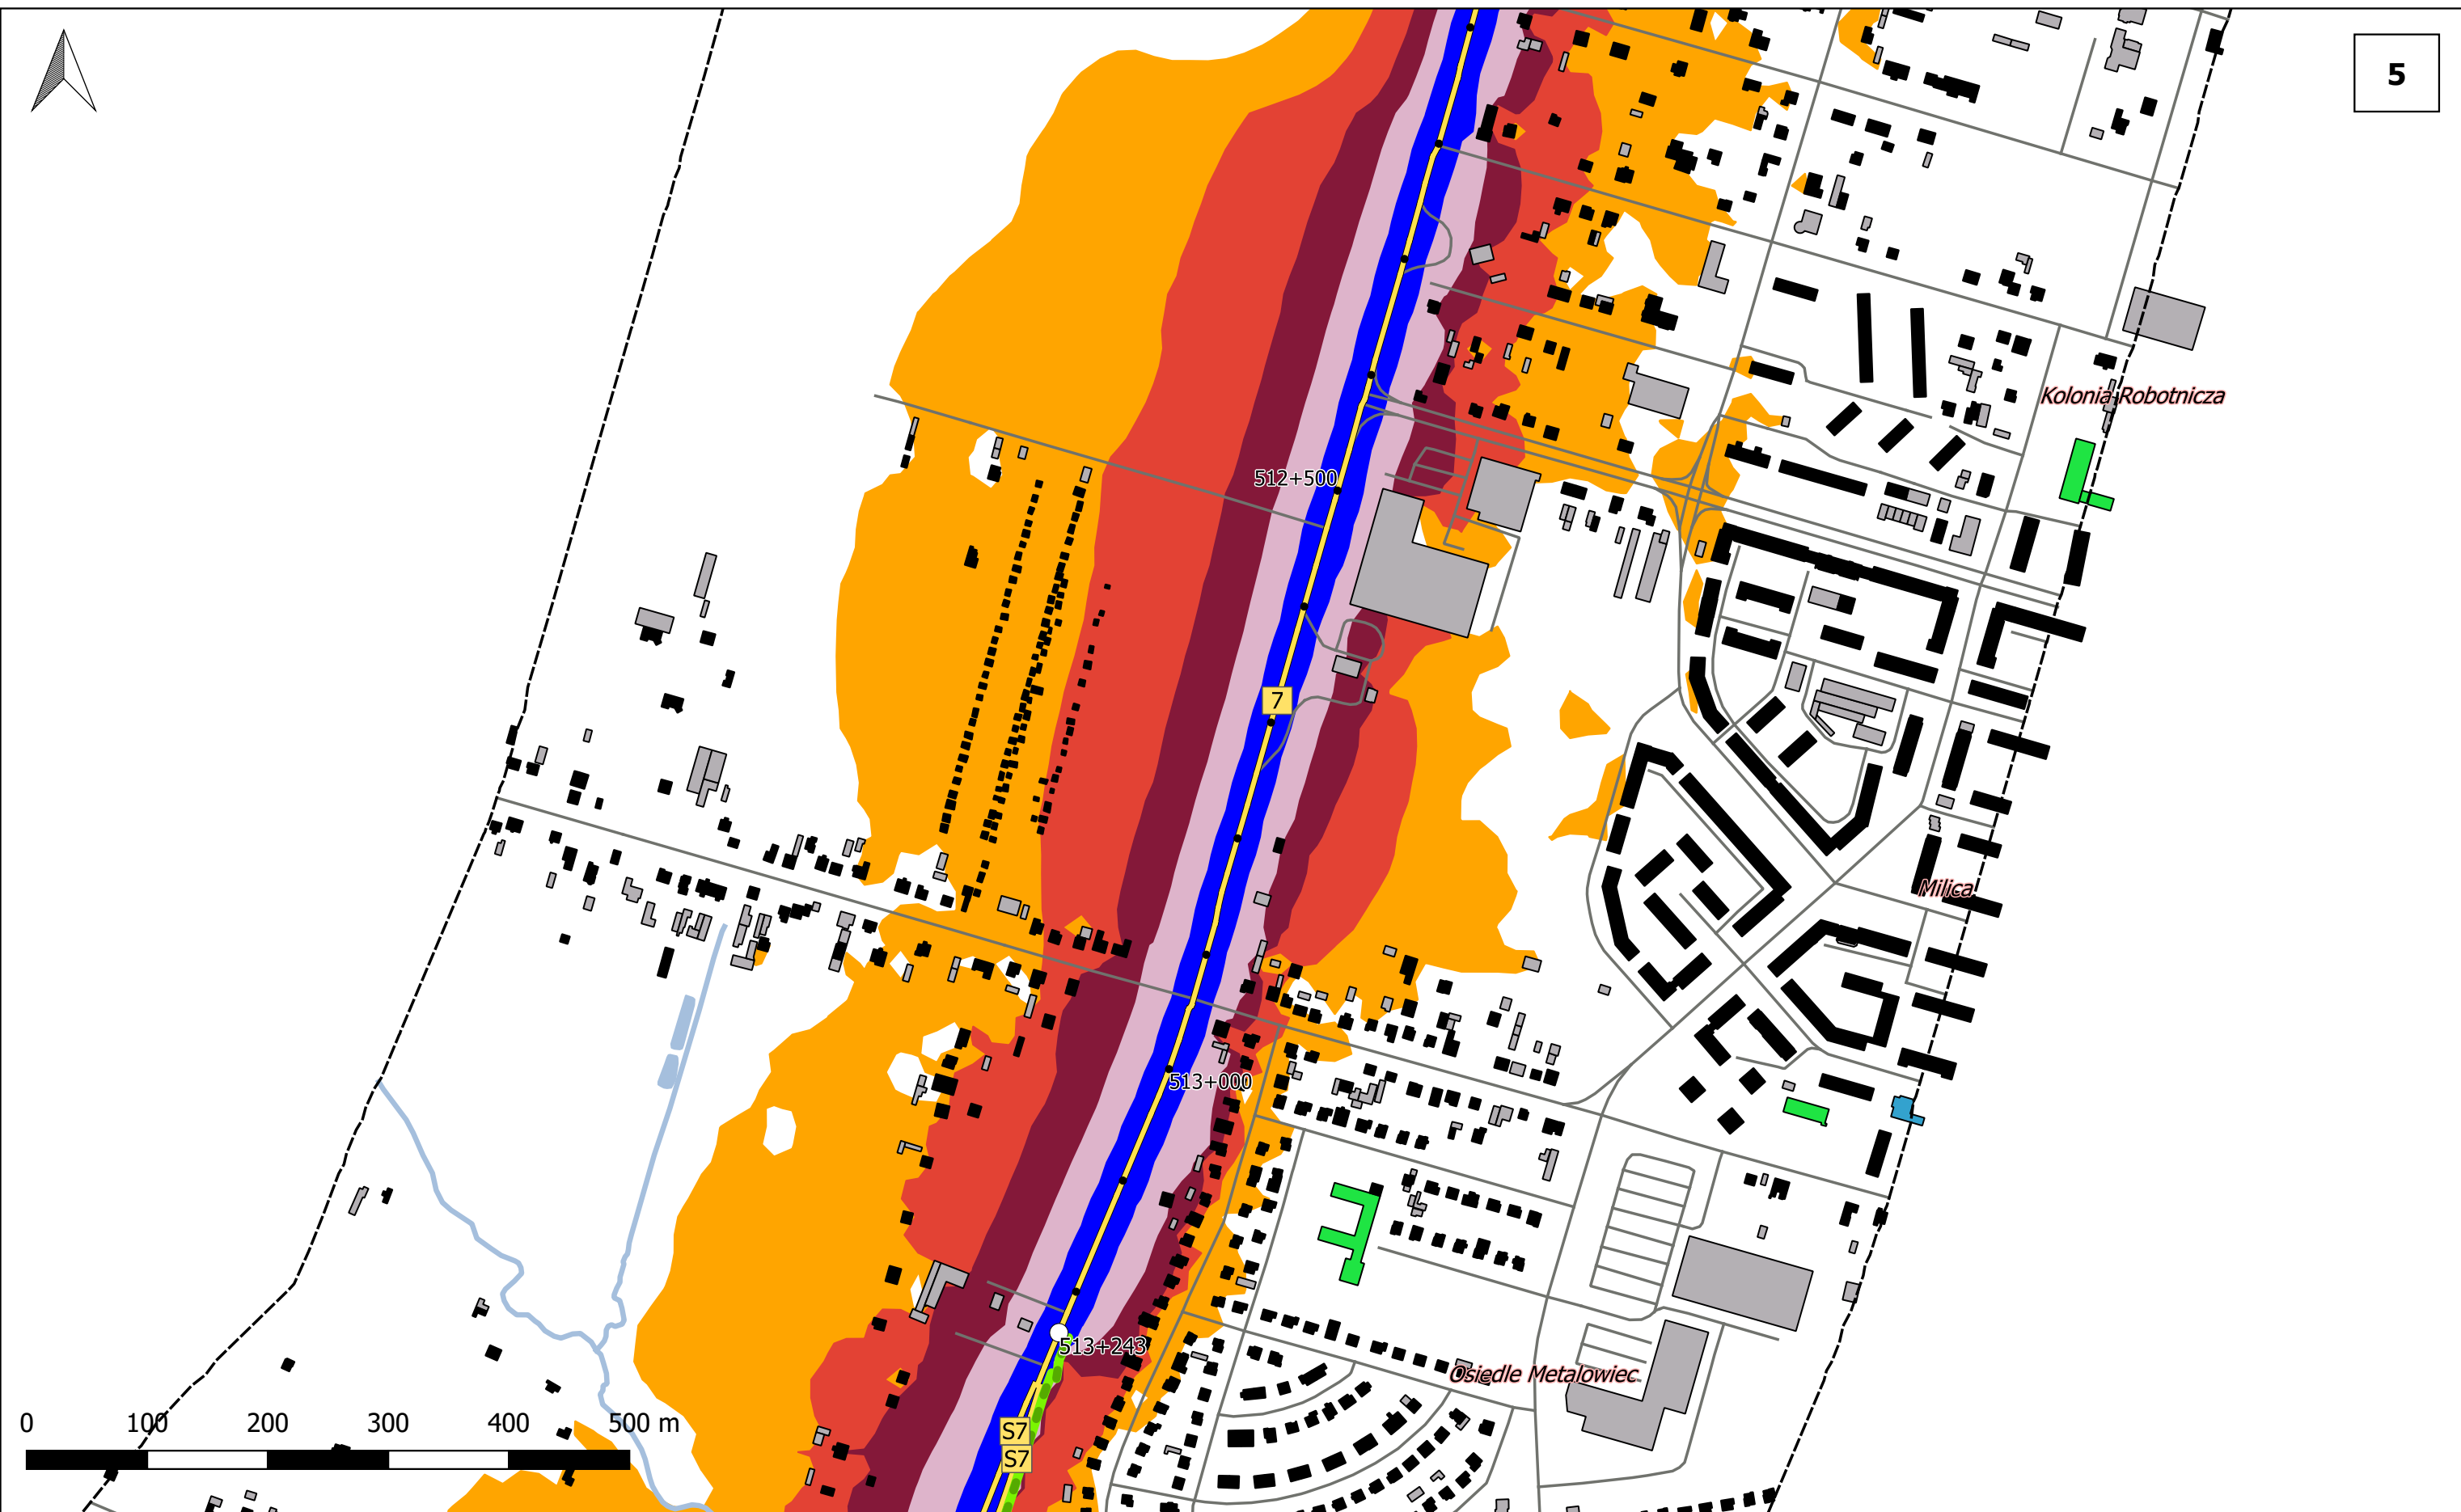 5
Kolonia Robotnicza
512+500
7
Milica
513+000
513+243
Osiedle Metalowiec
0 100 200 300 400 500 m
S7
S7